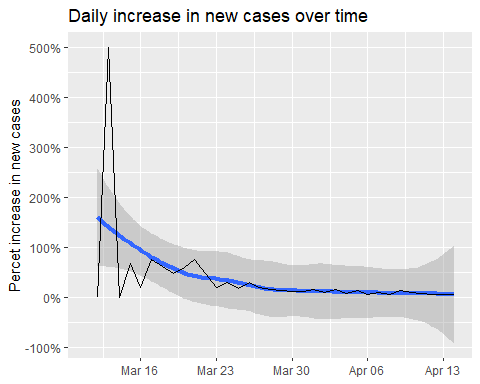 Daily increase in new cases over time
Percet increase in new cases
500%
400%
300%
200%
100%
0%
-100%
Mar 16 Mar 23 Mar 30 Apr 06 Apr 13